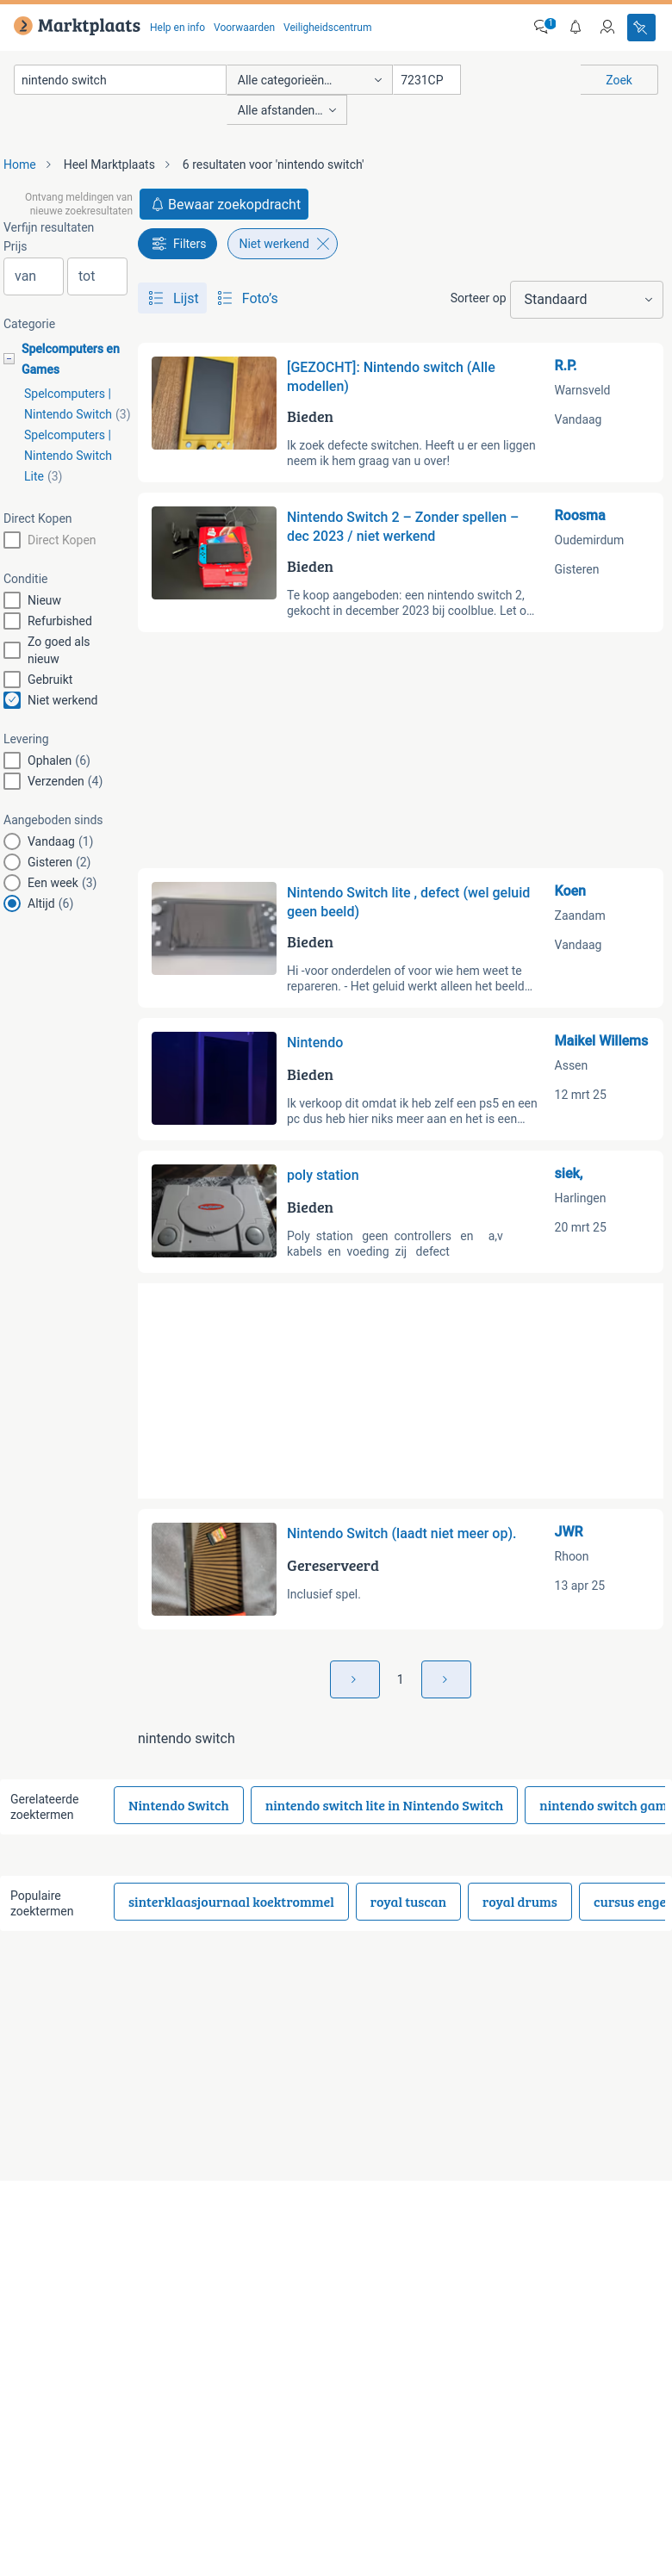 Marktplaats Help en info Voorwaarden Veiligheidscentrum 1
nintendo switch Alle categorieën... 7231CP Zoek
Alle afstanden...
Home Heel Marktplaats 6 resultaten voor 'nintendo switch'
Ontvang meldingen van
nieuwe zoekresultaten
Bewaar zoekopdracht
Verfijn resultaten
Prijs
van tot
Categorie
Spelcomputers en
Games
Spelcomputers |
Nintendo Switch (3)
Spelcomputers |
Nintendo Switch
Lite (3)
Direct Kopen
Direct Kopen
Conditie
Nieuw
Refurbished
Zo goed als
nieuw
Gebruikt
Niet werkend
Levering
Ophalen (6)
Verzenden (4)
Aangeboden sinds
Vandaag (1)
Gisteren (2)
Een week (3)
Altijd (6)
Filters Niet werkend
Lijst Foto's Sorteer op Standaard
[GEZOCHT]: Nintendo switch (Alle
modellen)
Bieden
Ik zoek defecte switchen. Heeft u er een liggen
neem ik hem graag van u over!
R.P.
Warnsveld
Vandaag
Nintendo Switch 2 – Zonder spellen –
dec 2023 / niet werkend
Bieden
Te koop aangeboden: een nintendo switch 2,
gekocht in december 2023 bij coolblue. Let o...
Roosma
Oudemirdum
Gisteren
Nintendo Switch lite , defect (wel geluid
geen beeld)
Bieden
Hi -voor onderdelen of voor wie hem weet te
repareren. - Het geluid werkt alleen het beeld...
Koen
Zaandam
Vandaag
Nintendo
Bieden
Ik verkoop dit omdat ik heb zelf een ps5 en een
pc dus heb hier niks meer aan en het is een...
Maikel Willems
Assen
12 mrt 25
poly station
Bieden
Poly station geen controllers en a,v
kabels en voeding zij defect
siek,
Harlingen
20 mrt 25
Nintendo Switch (laadt niet meer op).
Gereserveerd
Inclusief spel.
JWR
Rhoon
13 apr 25
1
nintendo switch
Gerelateerde
zoektermen
Nintendo Switch nintendo switch lite in Nintendo Switch nintendo switch gam
Populaire
zoektermen
sinterklaasjournaal koektrommel royal tuscan royal drums cursus enge